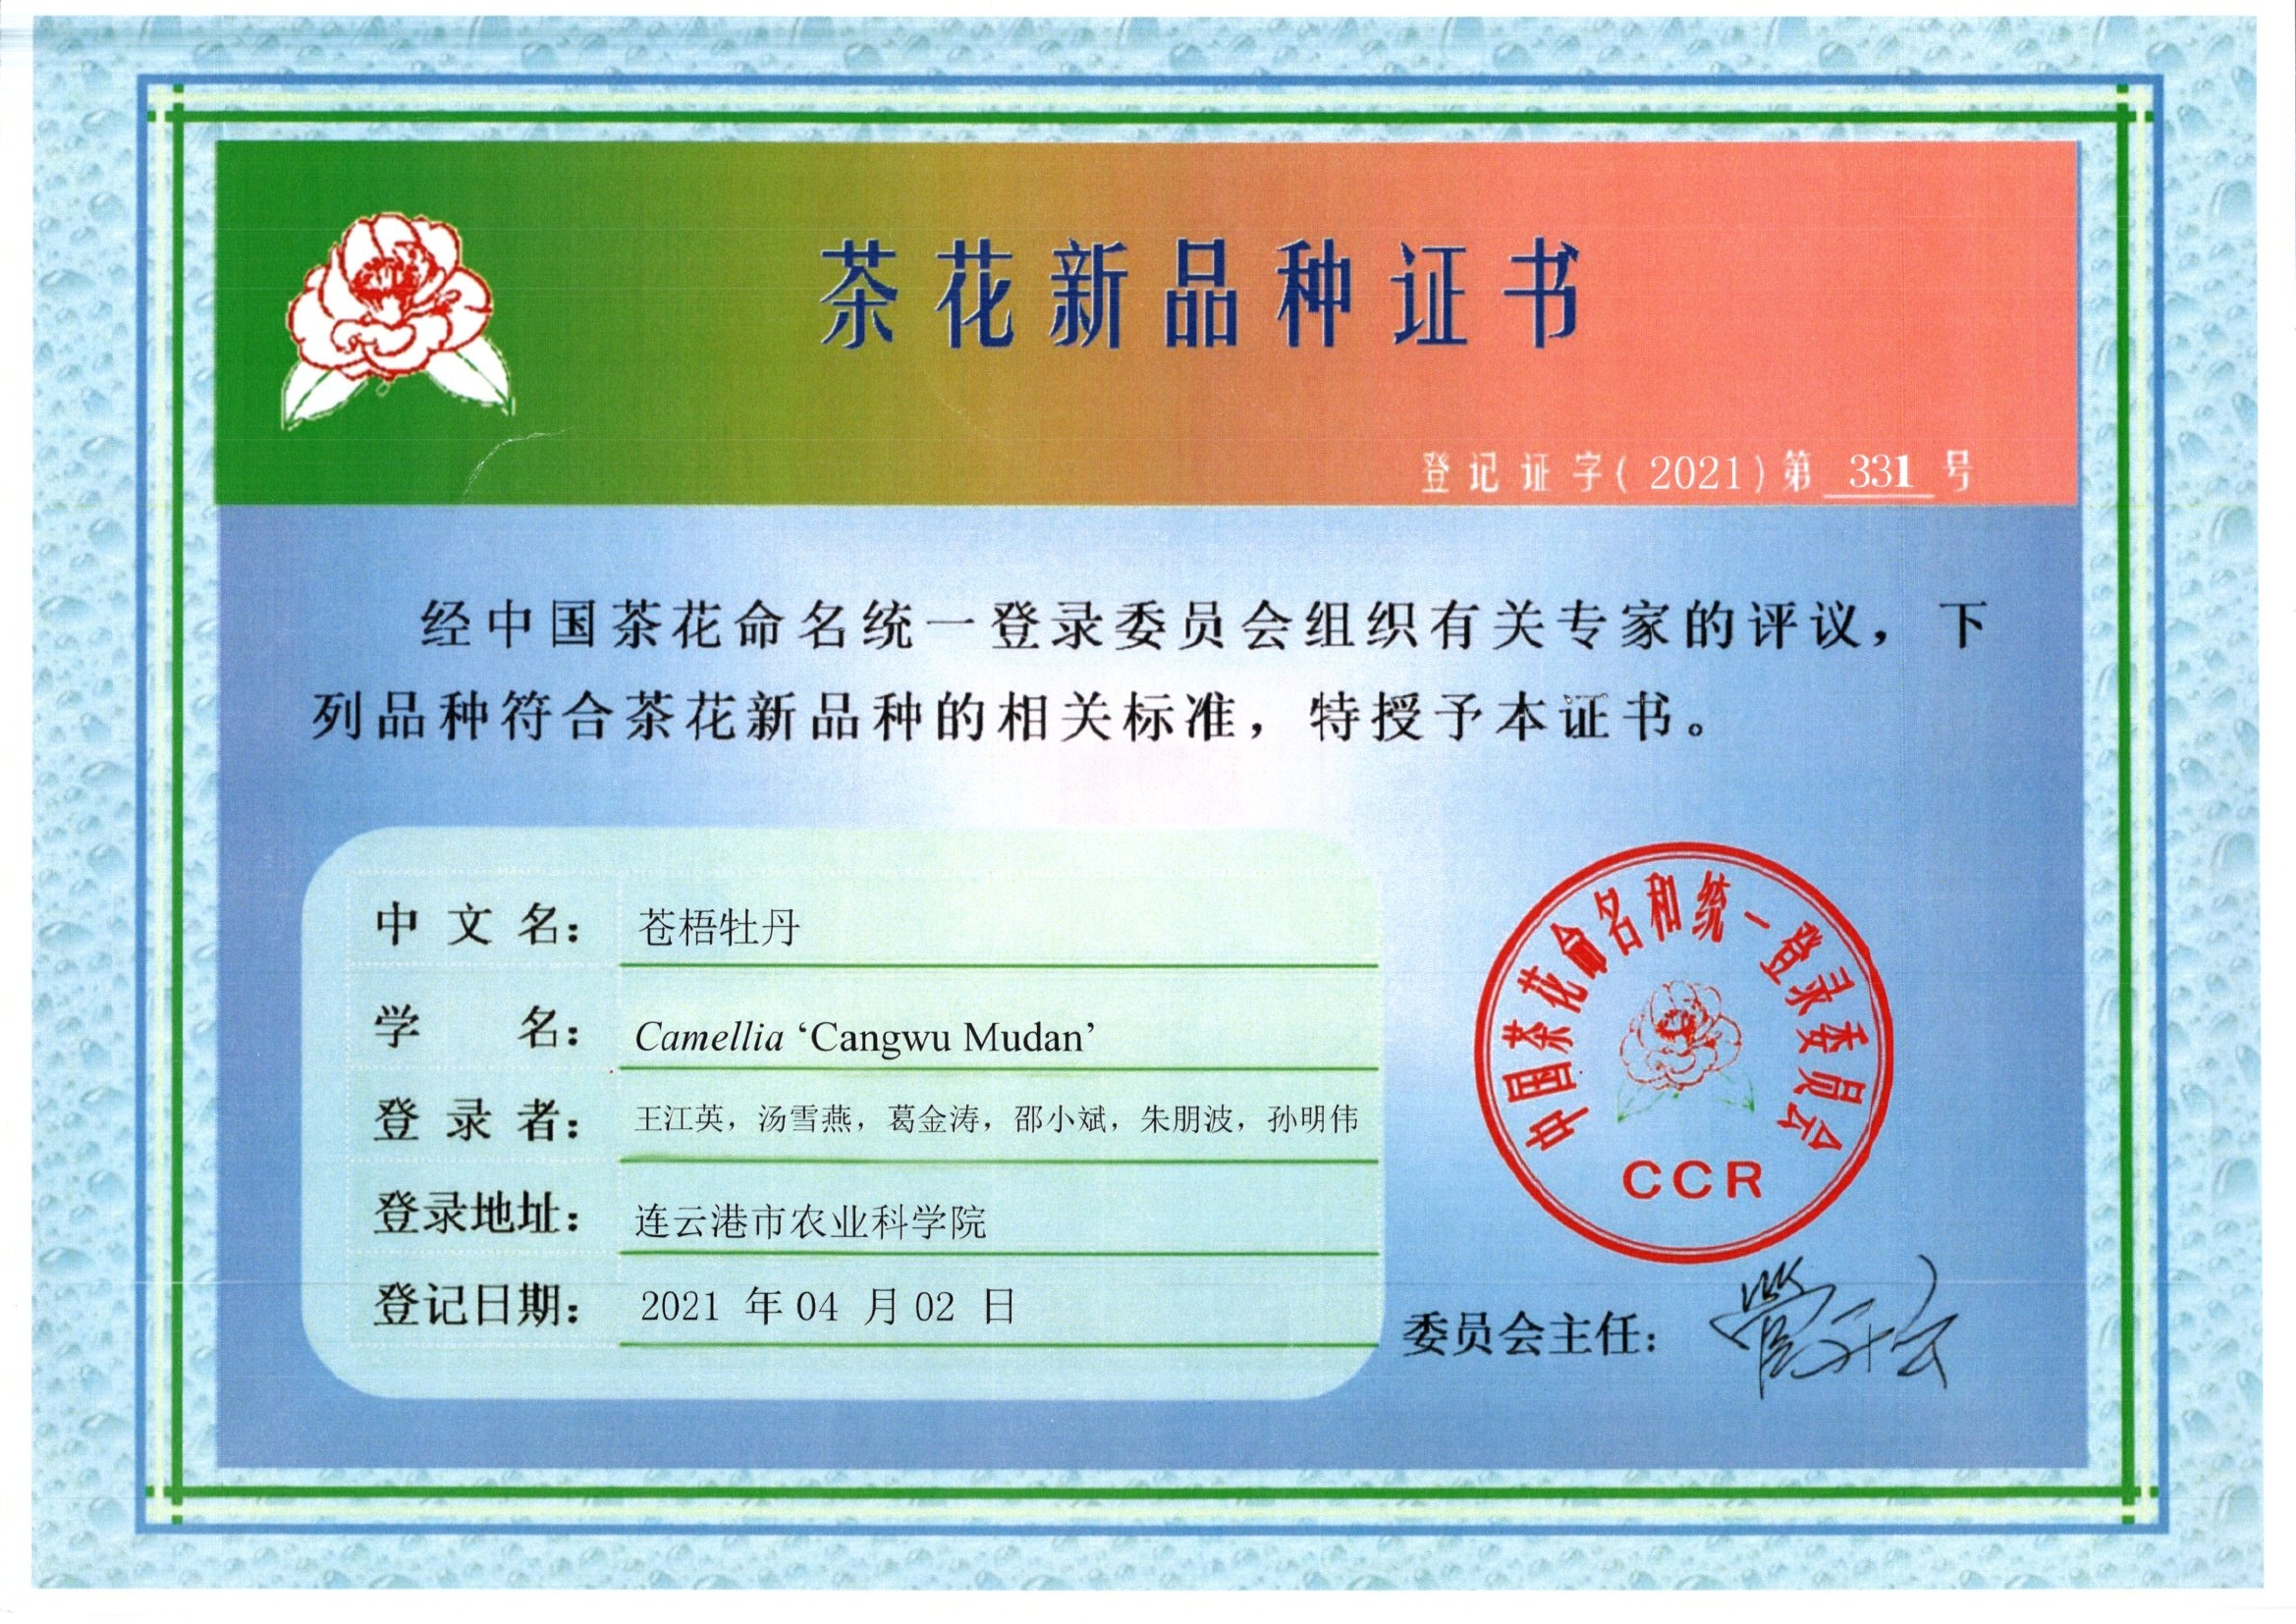 茶花新品种证书
登记证字(2021)第 331 号
经中国茶花命名统一登录委员会组织有关专家的评议，下
列品种符合茶花新品种的相关标准，特授予本证书。
中文名： 苍梧牡丹
学名： Camellia ‘Cangwu Mudan’
登录者： 王江英，汤雪燕，葛金涛，邵小斌，朱朋波，孙明伟
登录地址： 连云港市农业科学院
登记日期： 2021 年 04 月 02 日
中国茶花命名和统一登录委员会
CCR
委员会主任： 管开云